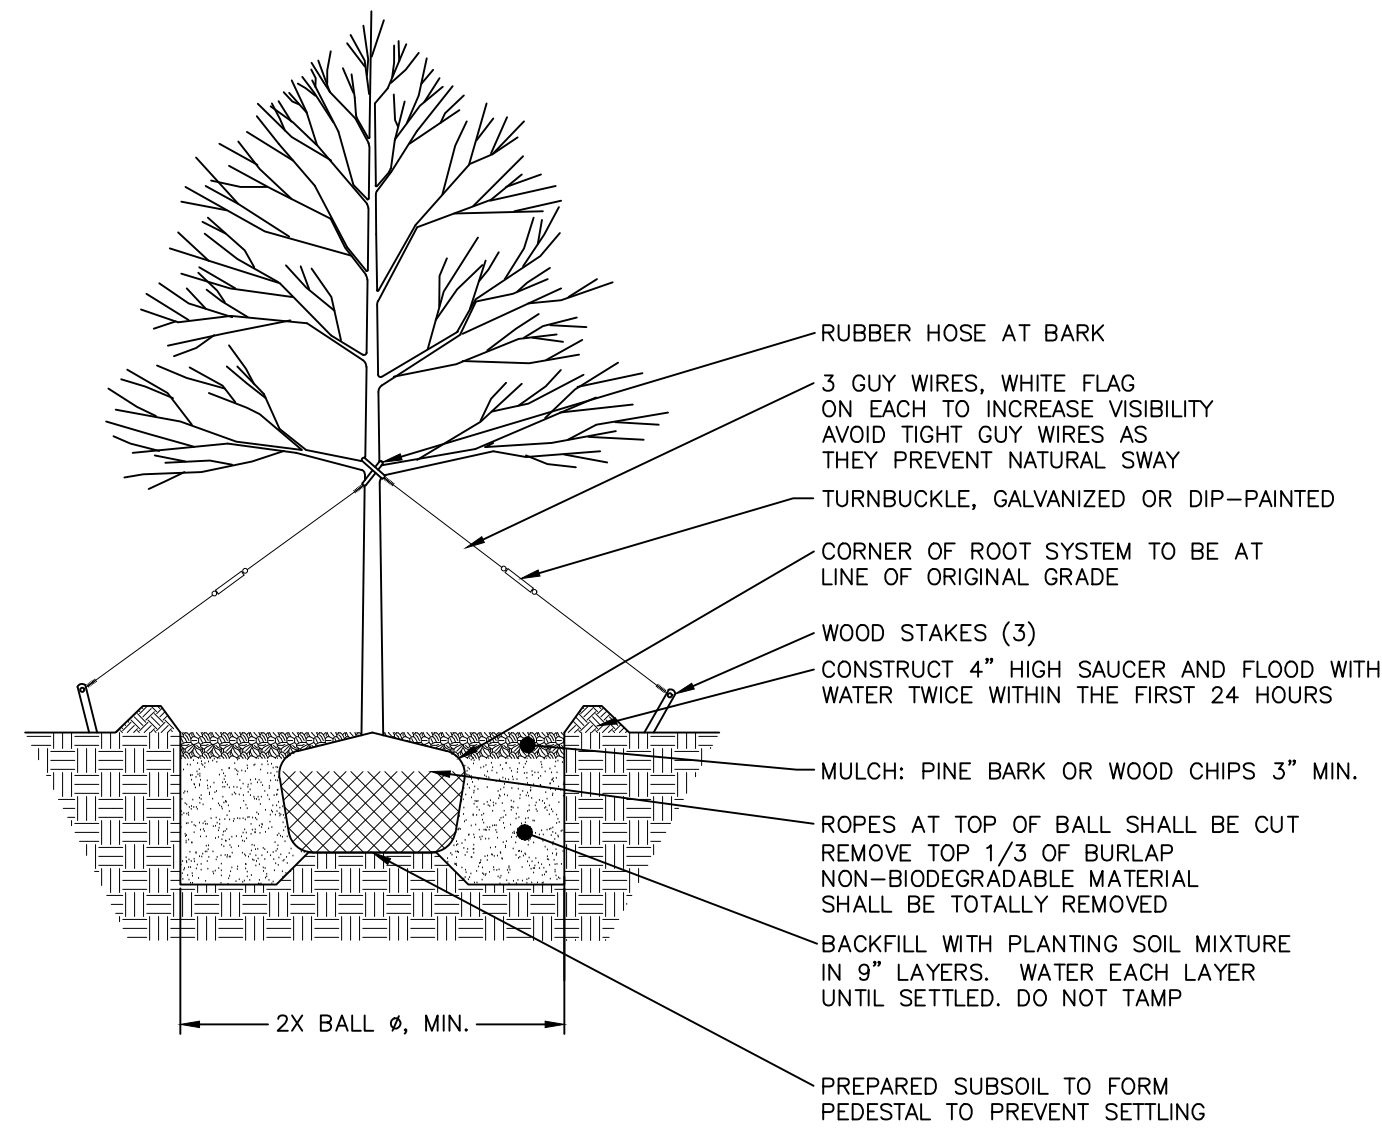 RUBBER HOSE AT BARK
3 GUY WIRES, WHITE FLAG
ON EACH TO INCREASE VISIBILITY
AVOID TIGHT GUY WIRES AS
THEY PREVENT NATURAL SWAY
TURNBUCKLE, GALVANIZED OR DIP-PAINTED
CORNER OF ROOT SYSTEM TO BE AT
LINE OF ORIGINAL GRADE
WOOD STAKES (3)
CONSTRUCT 4" HIGH SAUCER AND FLOOD WITH
WATER TWICE WITHIN THE FIRST 24 HOURS
MULCH: PINE BARK OR WOOD CHIPS 3" MIN.
ROPES AT TOP OF BALL SHALL BE CUT
REMOVE TOP 1/3 OF BURLAP
NON-BIODEGRADABLE MATERIAL
SHALL BE TOTALLY REMOVED
BACKFILL WITH PLANTING SOIL MIXTURE
IN 9" LAYERS. WATER EACH LAYER
UNTIL SETTLED. DO NOT TAMP
2X BALL ø, MIN.
PREPARED SUBSOIL TO FORM
PEDESTAL TO PREVENT SETTLING